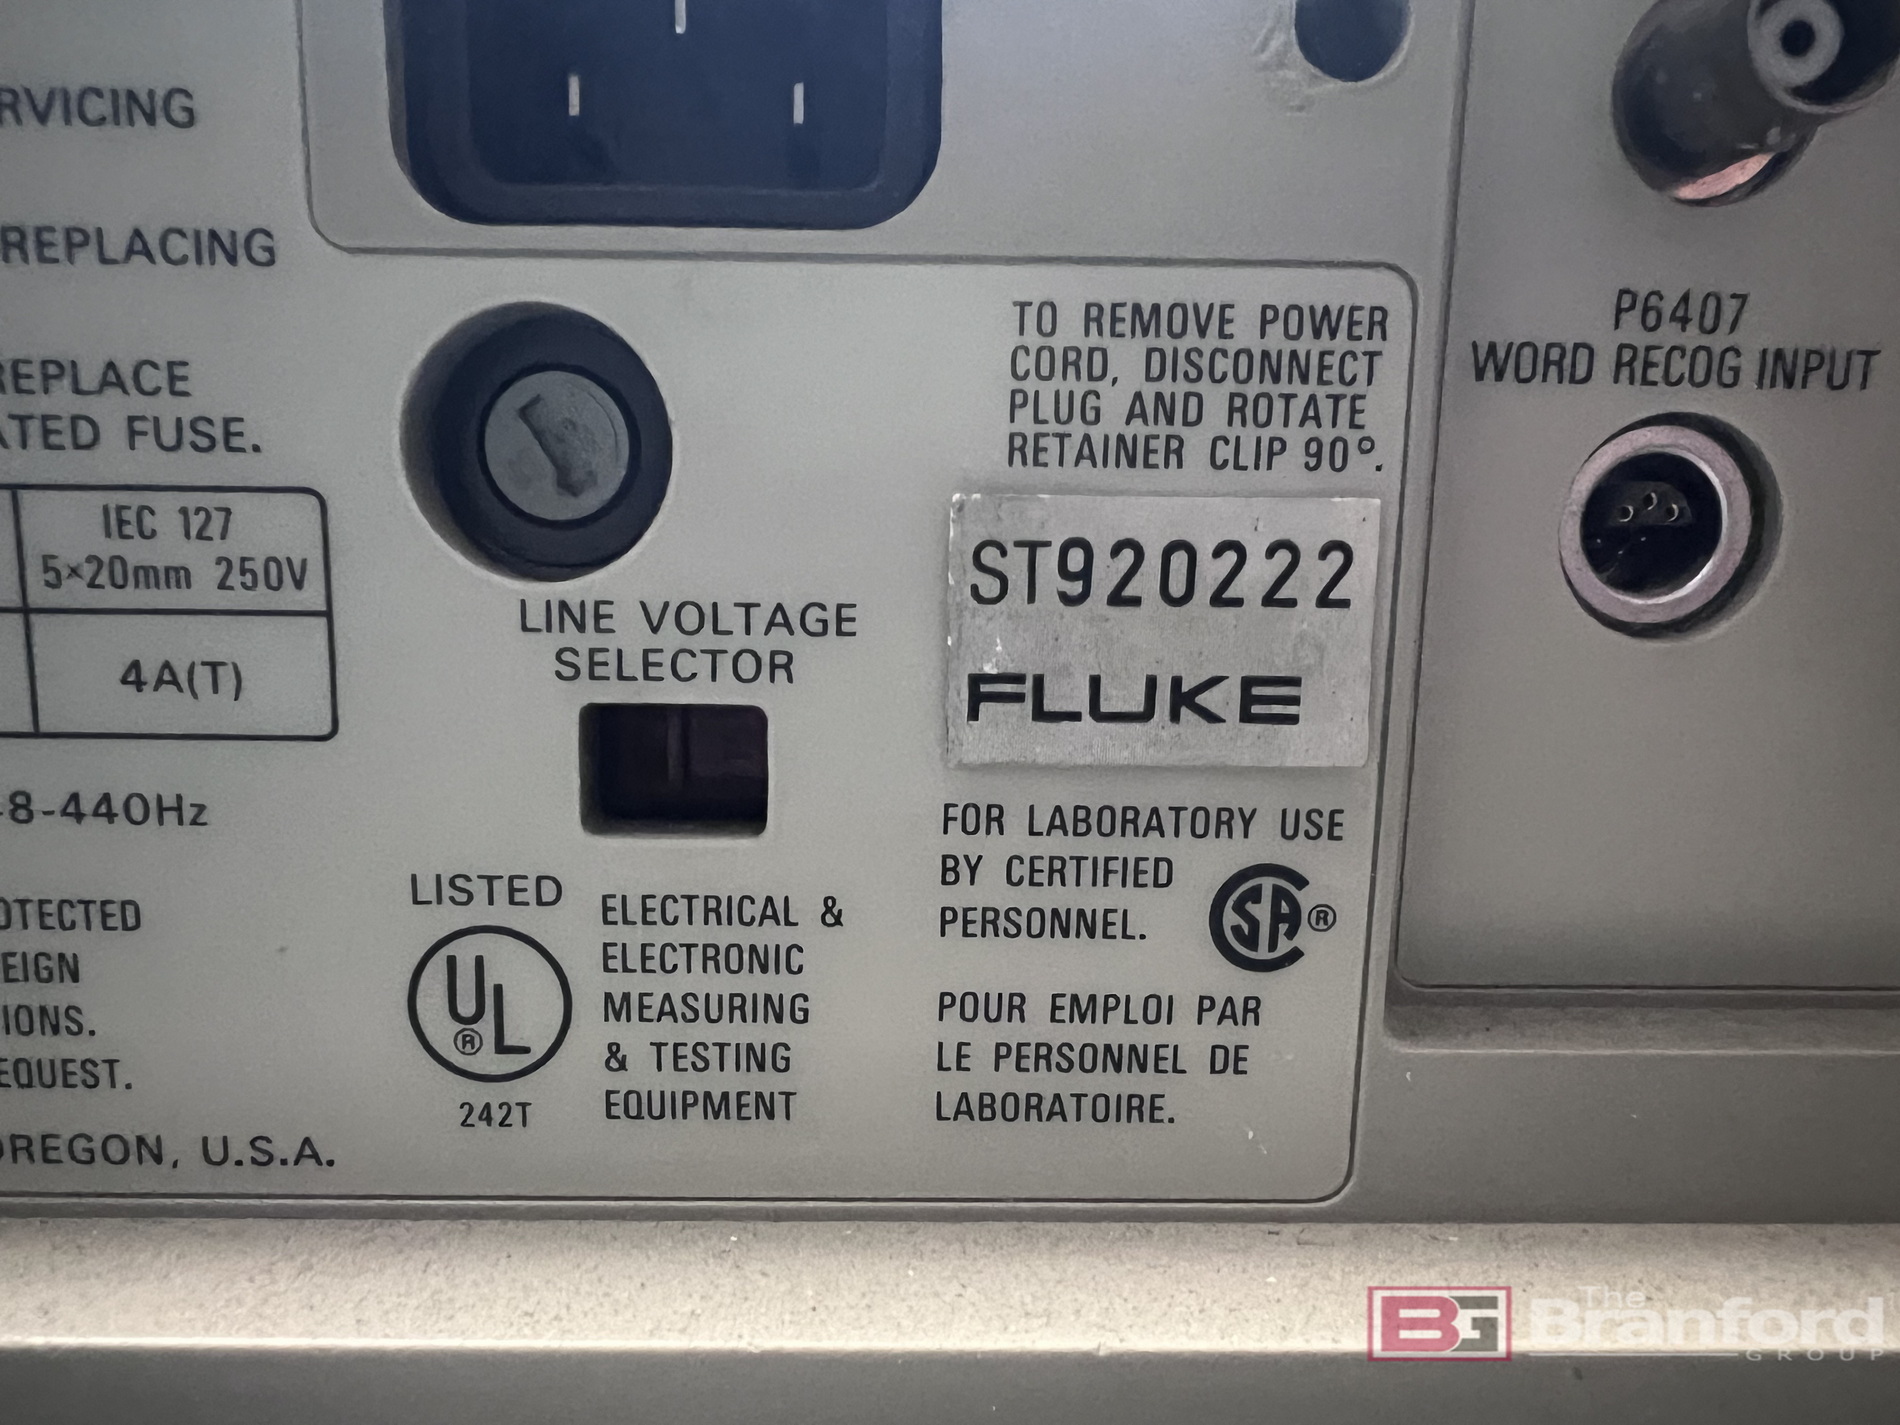 RVICING
REPLACING
REPLACE
ATED FUSE.
IEC 127
5×20mm 250V
4A(T)
48-440Hz
OTECTED
EIGN
IONS.
EQUEST.
OREGON, U.S.A.
LINE VOLTAGE
SELECTOR
LISTED
UL®
242T
ELECTRICAL &
ELECTRONIC
MEASURING
& TESTING
EQUIPMENT
TO REMOVE POWER
CORD, DISCONNECT
PLUG AND ROTATE
RETAINER CLIP 90°.
ST920222
FLUKE
FOR LABORATORY USE
BY CERTIFIED
PERSONNEL.
CSA®
POUR EMPLOI PAR
LE PERSONNEL DE
LABORATOIRE.
P6407
WORD RECOG INPUT
BG
The
Branford
GROUP